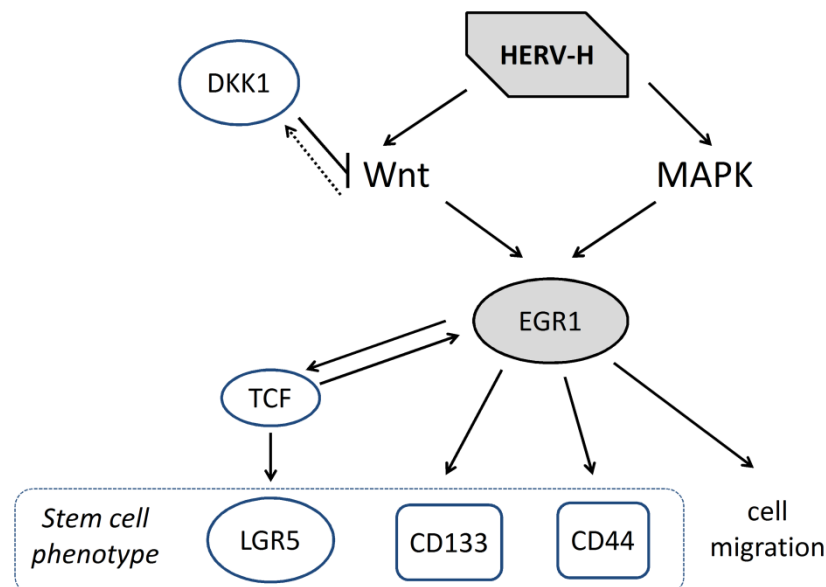 HERV-H
DKK1
Wnt
MAPK
EGR1
TCF
Stem cell
phenotype
LGR5
CD133
CD44
cell
migration